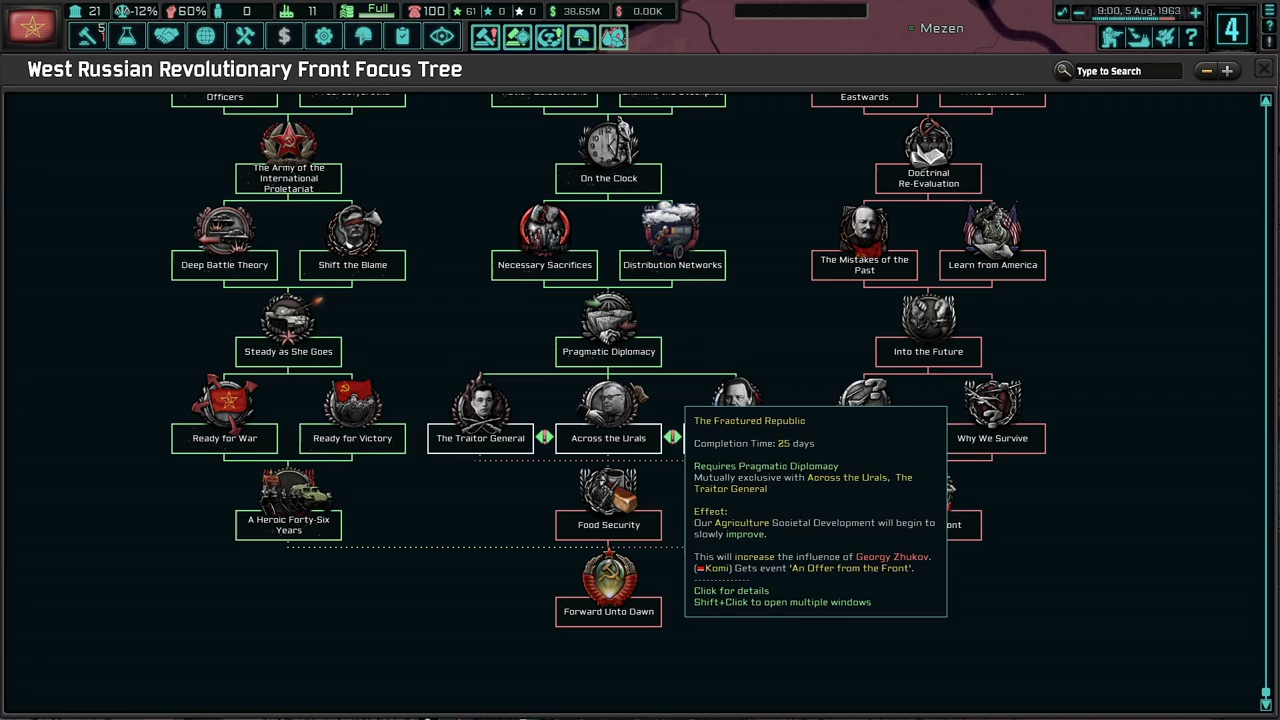 21 -12% 60% 0 11 Full 100 61 0 0 38.65M 0.00K
9:00, 5 Aug, 1963
4
5
Mezen
West Russian Revolutionary Front Focus Tree
Type to Search
Officers
Eastwards
The Army of the
International
Proletariat
On the Clock
Doctrinal
Re-Evaluation
Deep Battle Theory
Shift the Blame
Necessary Sacrifices
Distribution Networks
The Mistakes of the
Past
Learn from America
Steady as She Goes
Pragmatic Diplomacy
Into the Future
Ready for War
Ready for Victory
The Traitor General
Across the Urals
Why We Survive
The Fractured Republic
Completion Time: 25 days
Requires Pragmatic Diplomacy
Mutually exclusive with Across the Urals, The
Traitor General
Effect:
Our Agriculture Societal Development will begin to
slowly improve.
This will increase the influence of Georgy Zhukov.
(Komi) Gets event 'An Offer from the Front'.
--------------
Click for details
Shift+Click to open multiple windows
A Heroic Forty-Six
Years
Food Security
ont
Forward Unto Dawn